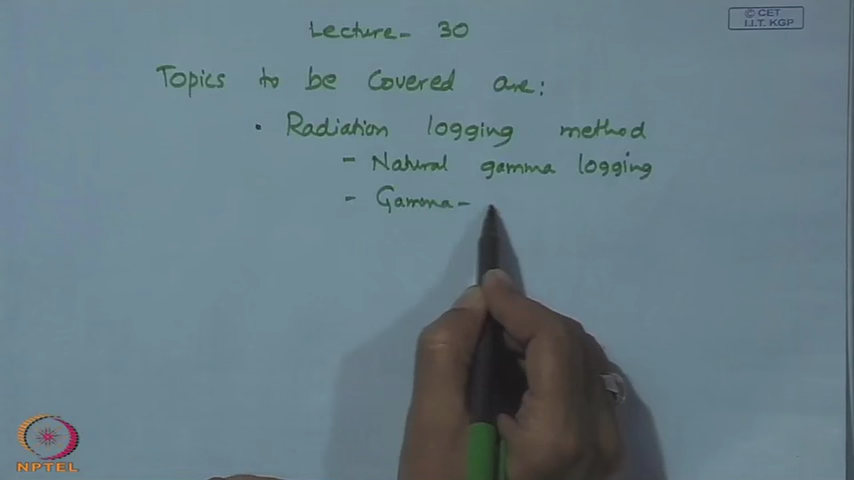 Lecture- 30
© CET
I.I.T. KGP
Topics to be Covered are:
• Radiation logging method
- Natural gamma logging
- Gamma-
NPTEL